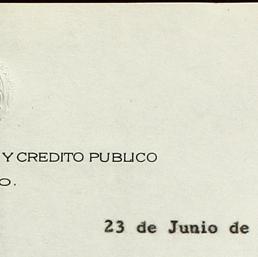 Y CREDITO PUBLICO
O.
23 de Junio de